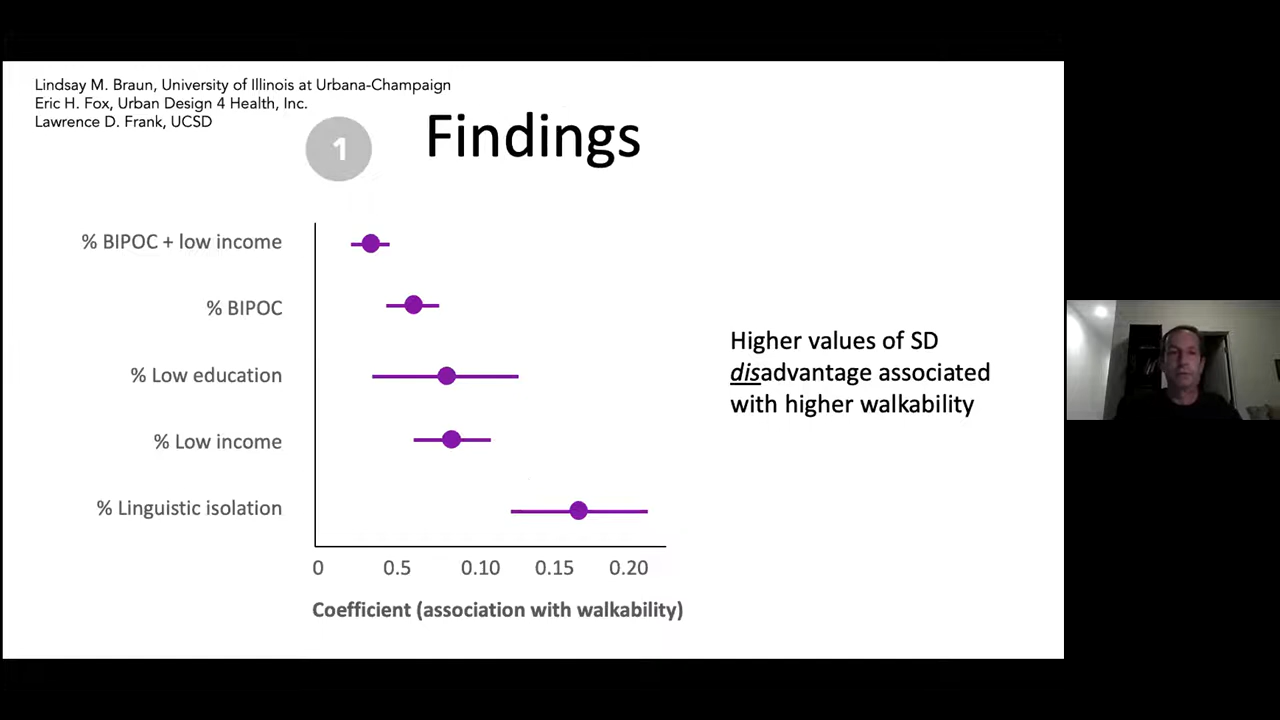 Lindsay M. Braun, University of Illinois at Urbana-Champaign
Eric H. Fox, Urban Design 4 Health, Inc.
Lawrence D. Frank, UCSD
1
Findings
% BIPOC + low income
% BIPOC
% Low education
% Low income
% Linguistic isolation
0 0.5 0.10 0.15 0.20
Coefficient (association with walkability)
Higher values of SD
disadvantage associated
with higher walkability